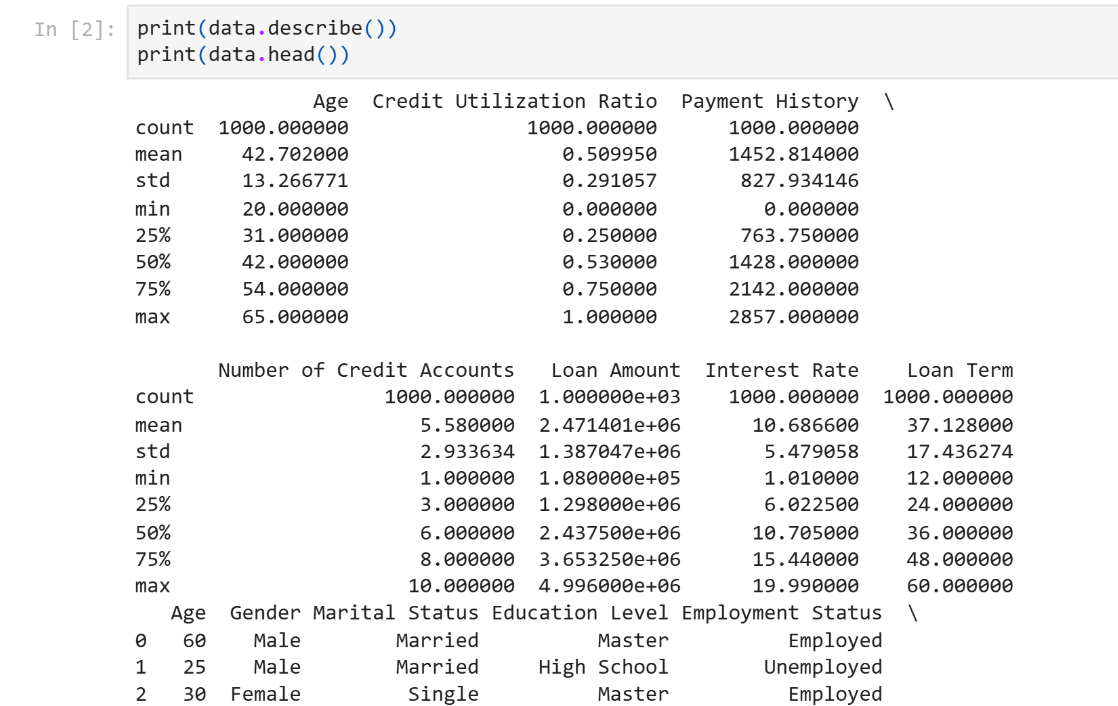 In [2]: print(data.describe())
print(data.head())
Age Credit Utilization Ratio Payment History \
count 1000.000000 1000.000000 1000.000000
mean 42.702000 0.509950 1452.814000
std 13.266771 0.291057 827.934146
min 20.000000 0.000000 0.000000
25% 31.000000 0.250000 763.750000
50% 42.000000 0.530000 1428.000000
75% 54.000000 0.750000 2142.000000
max 65.000000 1.000000 2857.000000
Number of Credit Accounts Loan Amount Interest Rate Loan Term
count 1000.000000 1.000000e+03 1000.000000 1000.000000
mean 5.580000 2.471401e+06 10.686600 37.128000
std 2.933634 1.387047e+06 5.479058 17.436274
min 1.000000 1.080000e+05 1.010000 12.000000
25% 3.000000 1.298000e+06 6.022500 24.000000
50% 6.000000 2.437500e+06 10.705000 36.000000
75% 8.000000 3.653250e+06 15.440000 48.000000
max 10.000000 4.996000e+06 19.990000 60.000000
Age Gender Marital Status Education Level Employment Status \
0 60 Male Married Master Employed
1 25 Male Married High School Unemployed
2 30 Female Single Master Employed